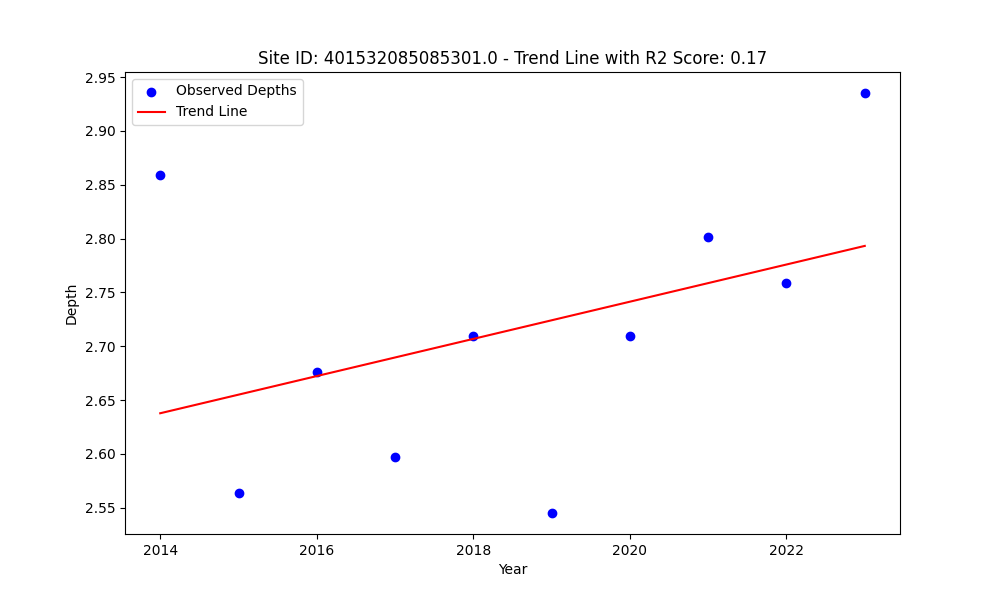 Site ID: 401532085085301.0 - Trend Line with R2 Score: 0.17
Observed Depths
Trend Line
2.95
2.90
2.85
2.80
2.75
2.70
2.65
2.60
2.55
Depth
2014 2016 2018 2020 2022
Year